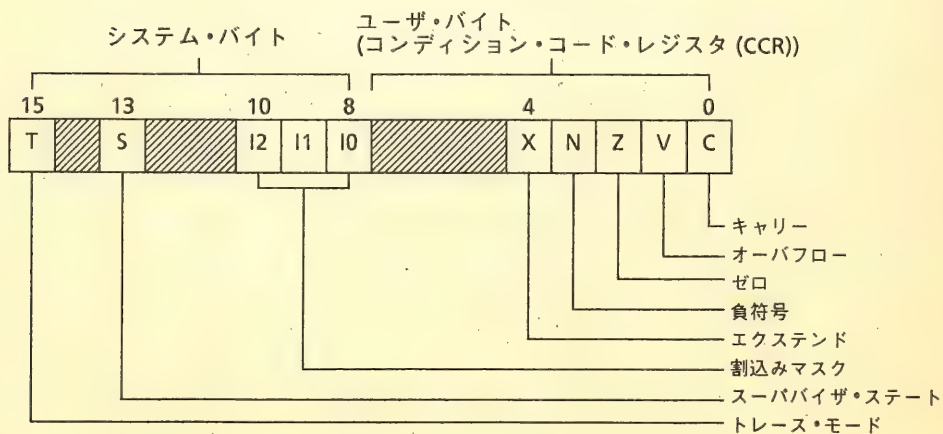 システム・バイト
ユーザ・バイト
(コンディション・コード・レジスタ(CCR))
15 13 10 8 4 0
T S I2 I1 I0 X N Z V C
キャリー
オーバフロー
ゼロ
負符号
エクステンド
割込みマスク
スーパバイザ・ステート
トレーズ・モード